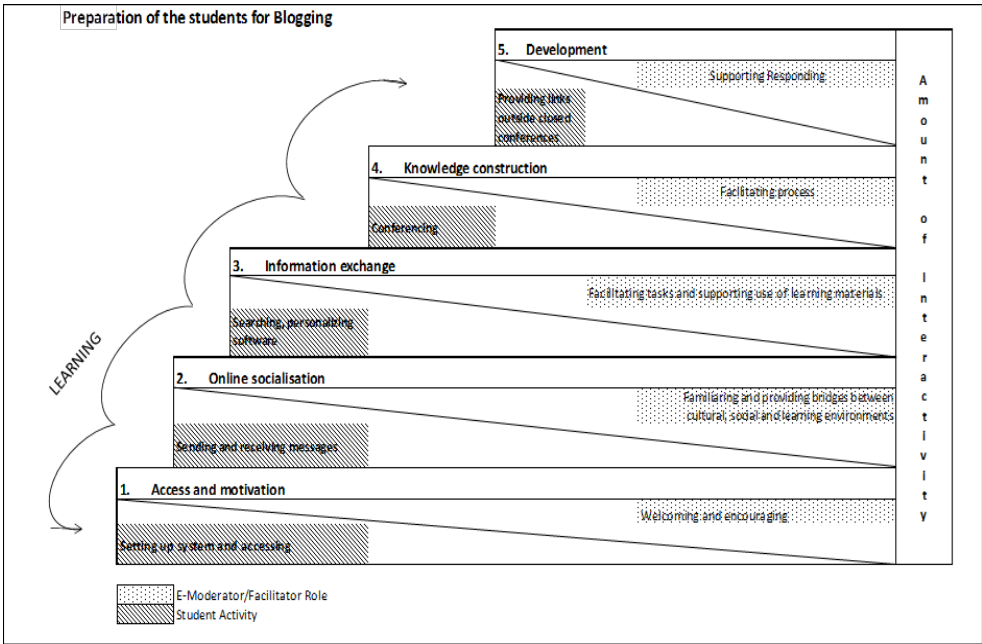 Preparation of the students for Blogging
5. Development
Supporting Responding
Providing links
outside closed
conferences
4. Knowledge construction
Facilitating process
Conferencing
3. Information exchange
Facilitating tasks and supporting use of learning materials
Searching, personalizing
software
2. Online socialisation
Familiaring and providing bridges between
cultural, social and learning environments
Sending and receiving messages
1. Access and motivation
Welcoming and encouraging
Setting up system and accessing
LEARNING
Amount of Interactivity
E-Moderator/Facilitator Role
Student Activity